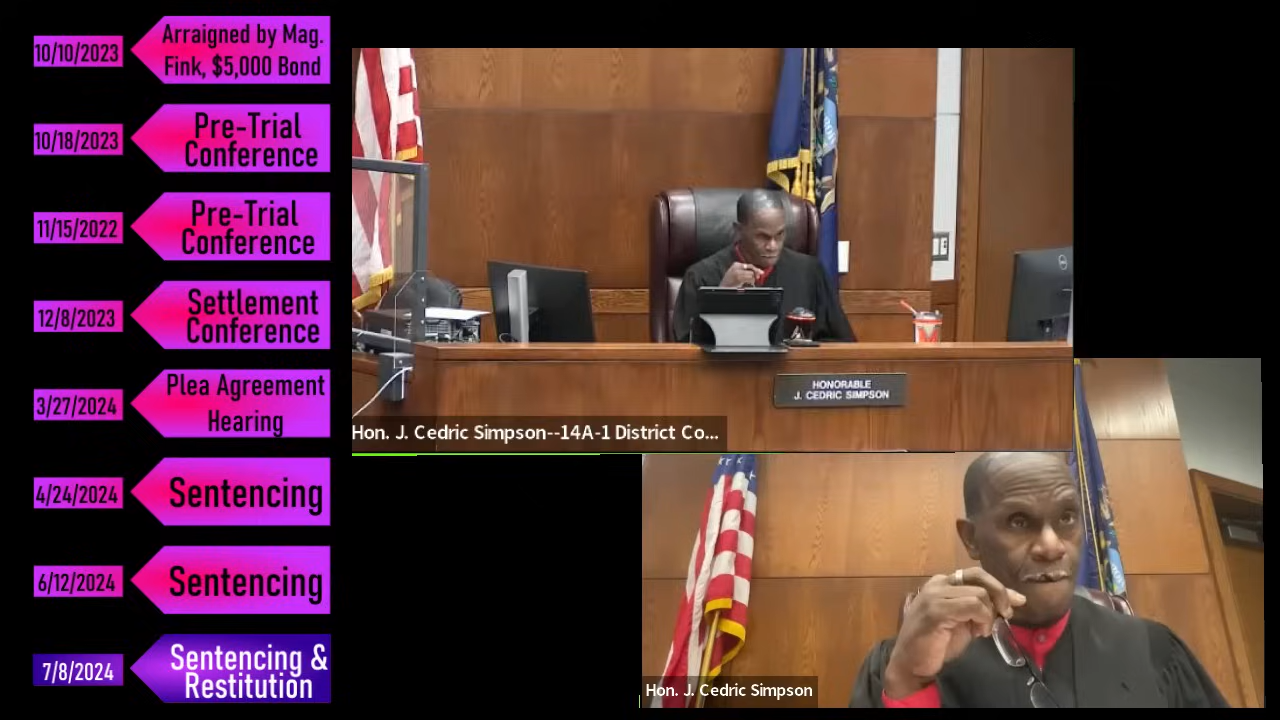 10/10/2023
Arraigned by Mag.
Fink, $5,000 Bond
10/18/2023
Pre-Trial
Conference
11/15/2022
Pre-Trial
Conference
12/8/2023
Settlement
Conference
3/27/2024
Plea Agreement
Hearing
4/24/2024
Sentencing
6/12/2024
Sentencing
7/8/2024
Sentencing &
Restitution
HONORABLE
J. CEDRIC SIMPSON
Hon. J. Cedric Simpson--14A-1 District Co...
Hon. J. Cedric Simpson